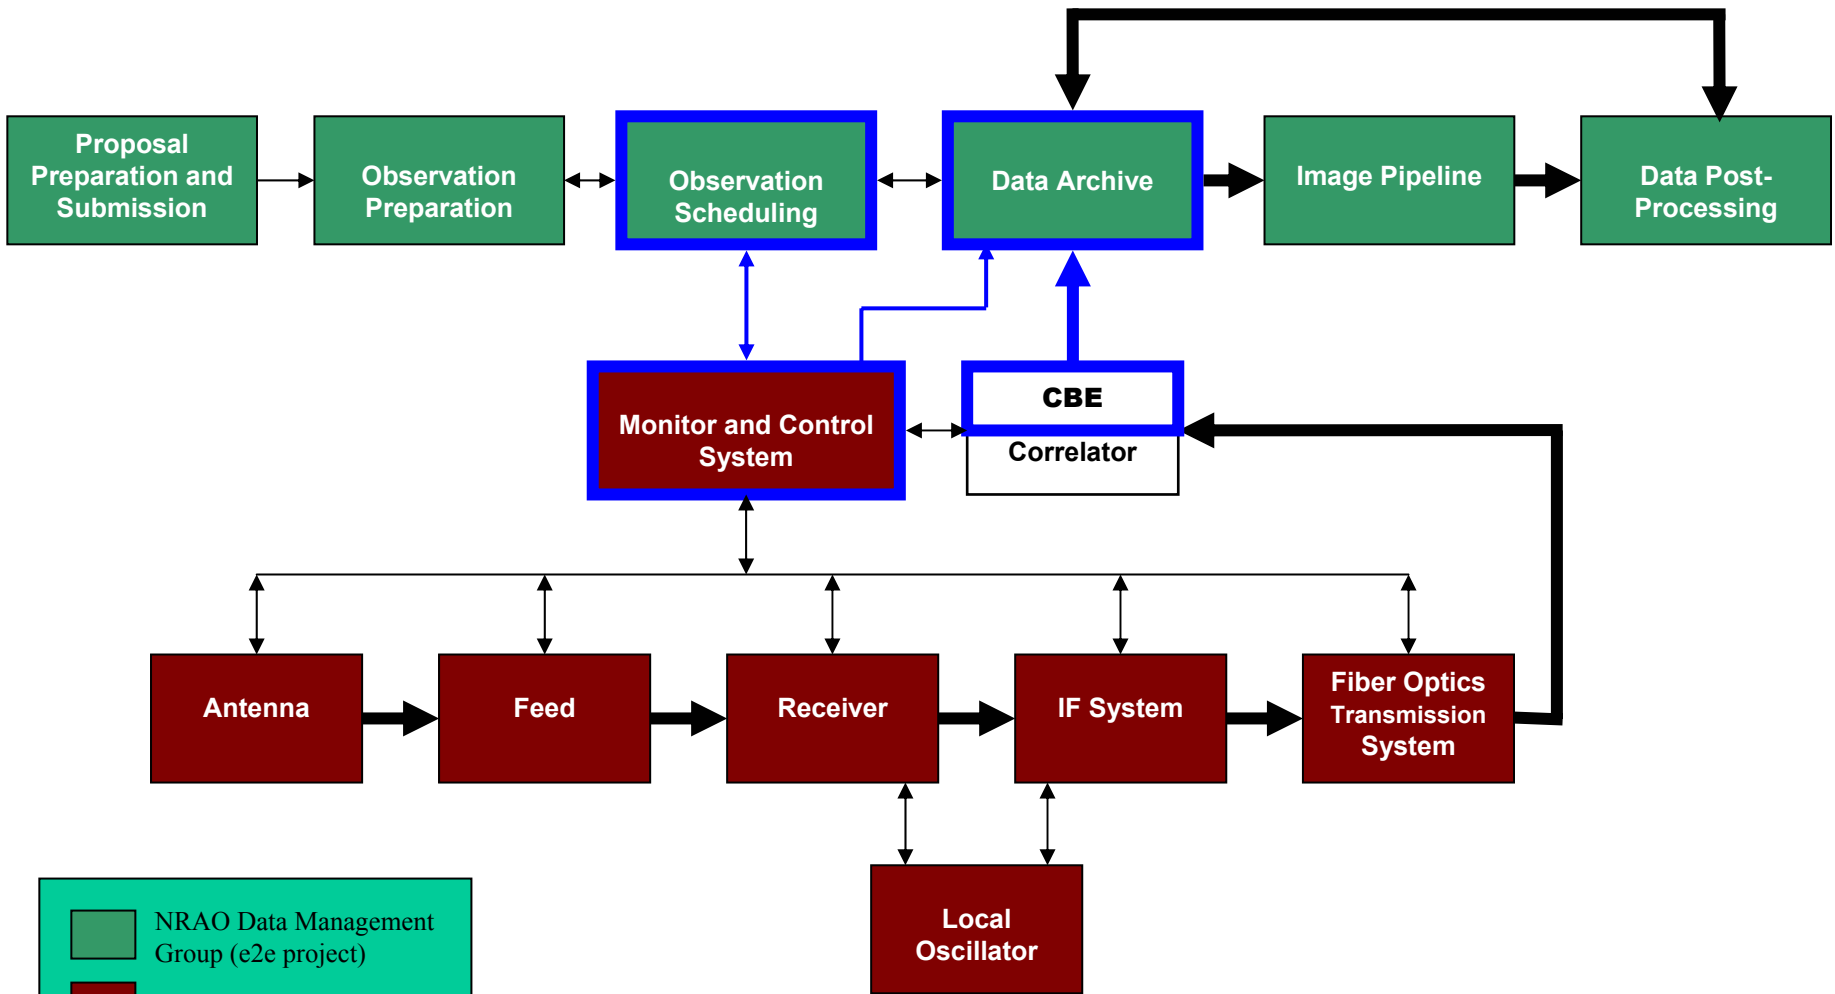 Proposal
Preparation and
Submission
Observation
Preparation
Observation
Scheduling
Data Archive
Image Pipeline
Data Post-
Processing
Monitor and Control
System
CBE
Correlator
Antenna
Feed
Receiver
IF System
Fiber Optics
Transmission
System
Local
Oscillator
NRAO Data Management
Group (e2e project)